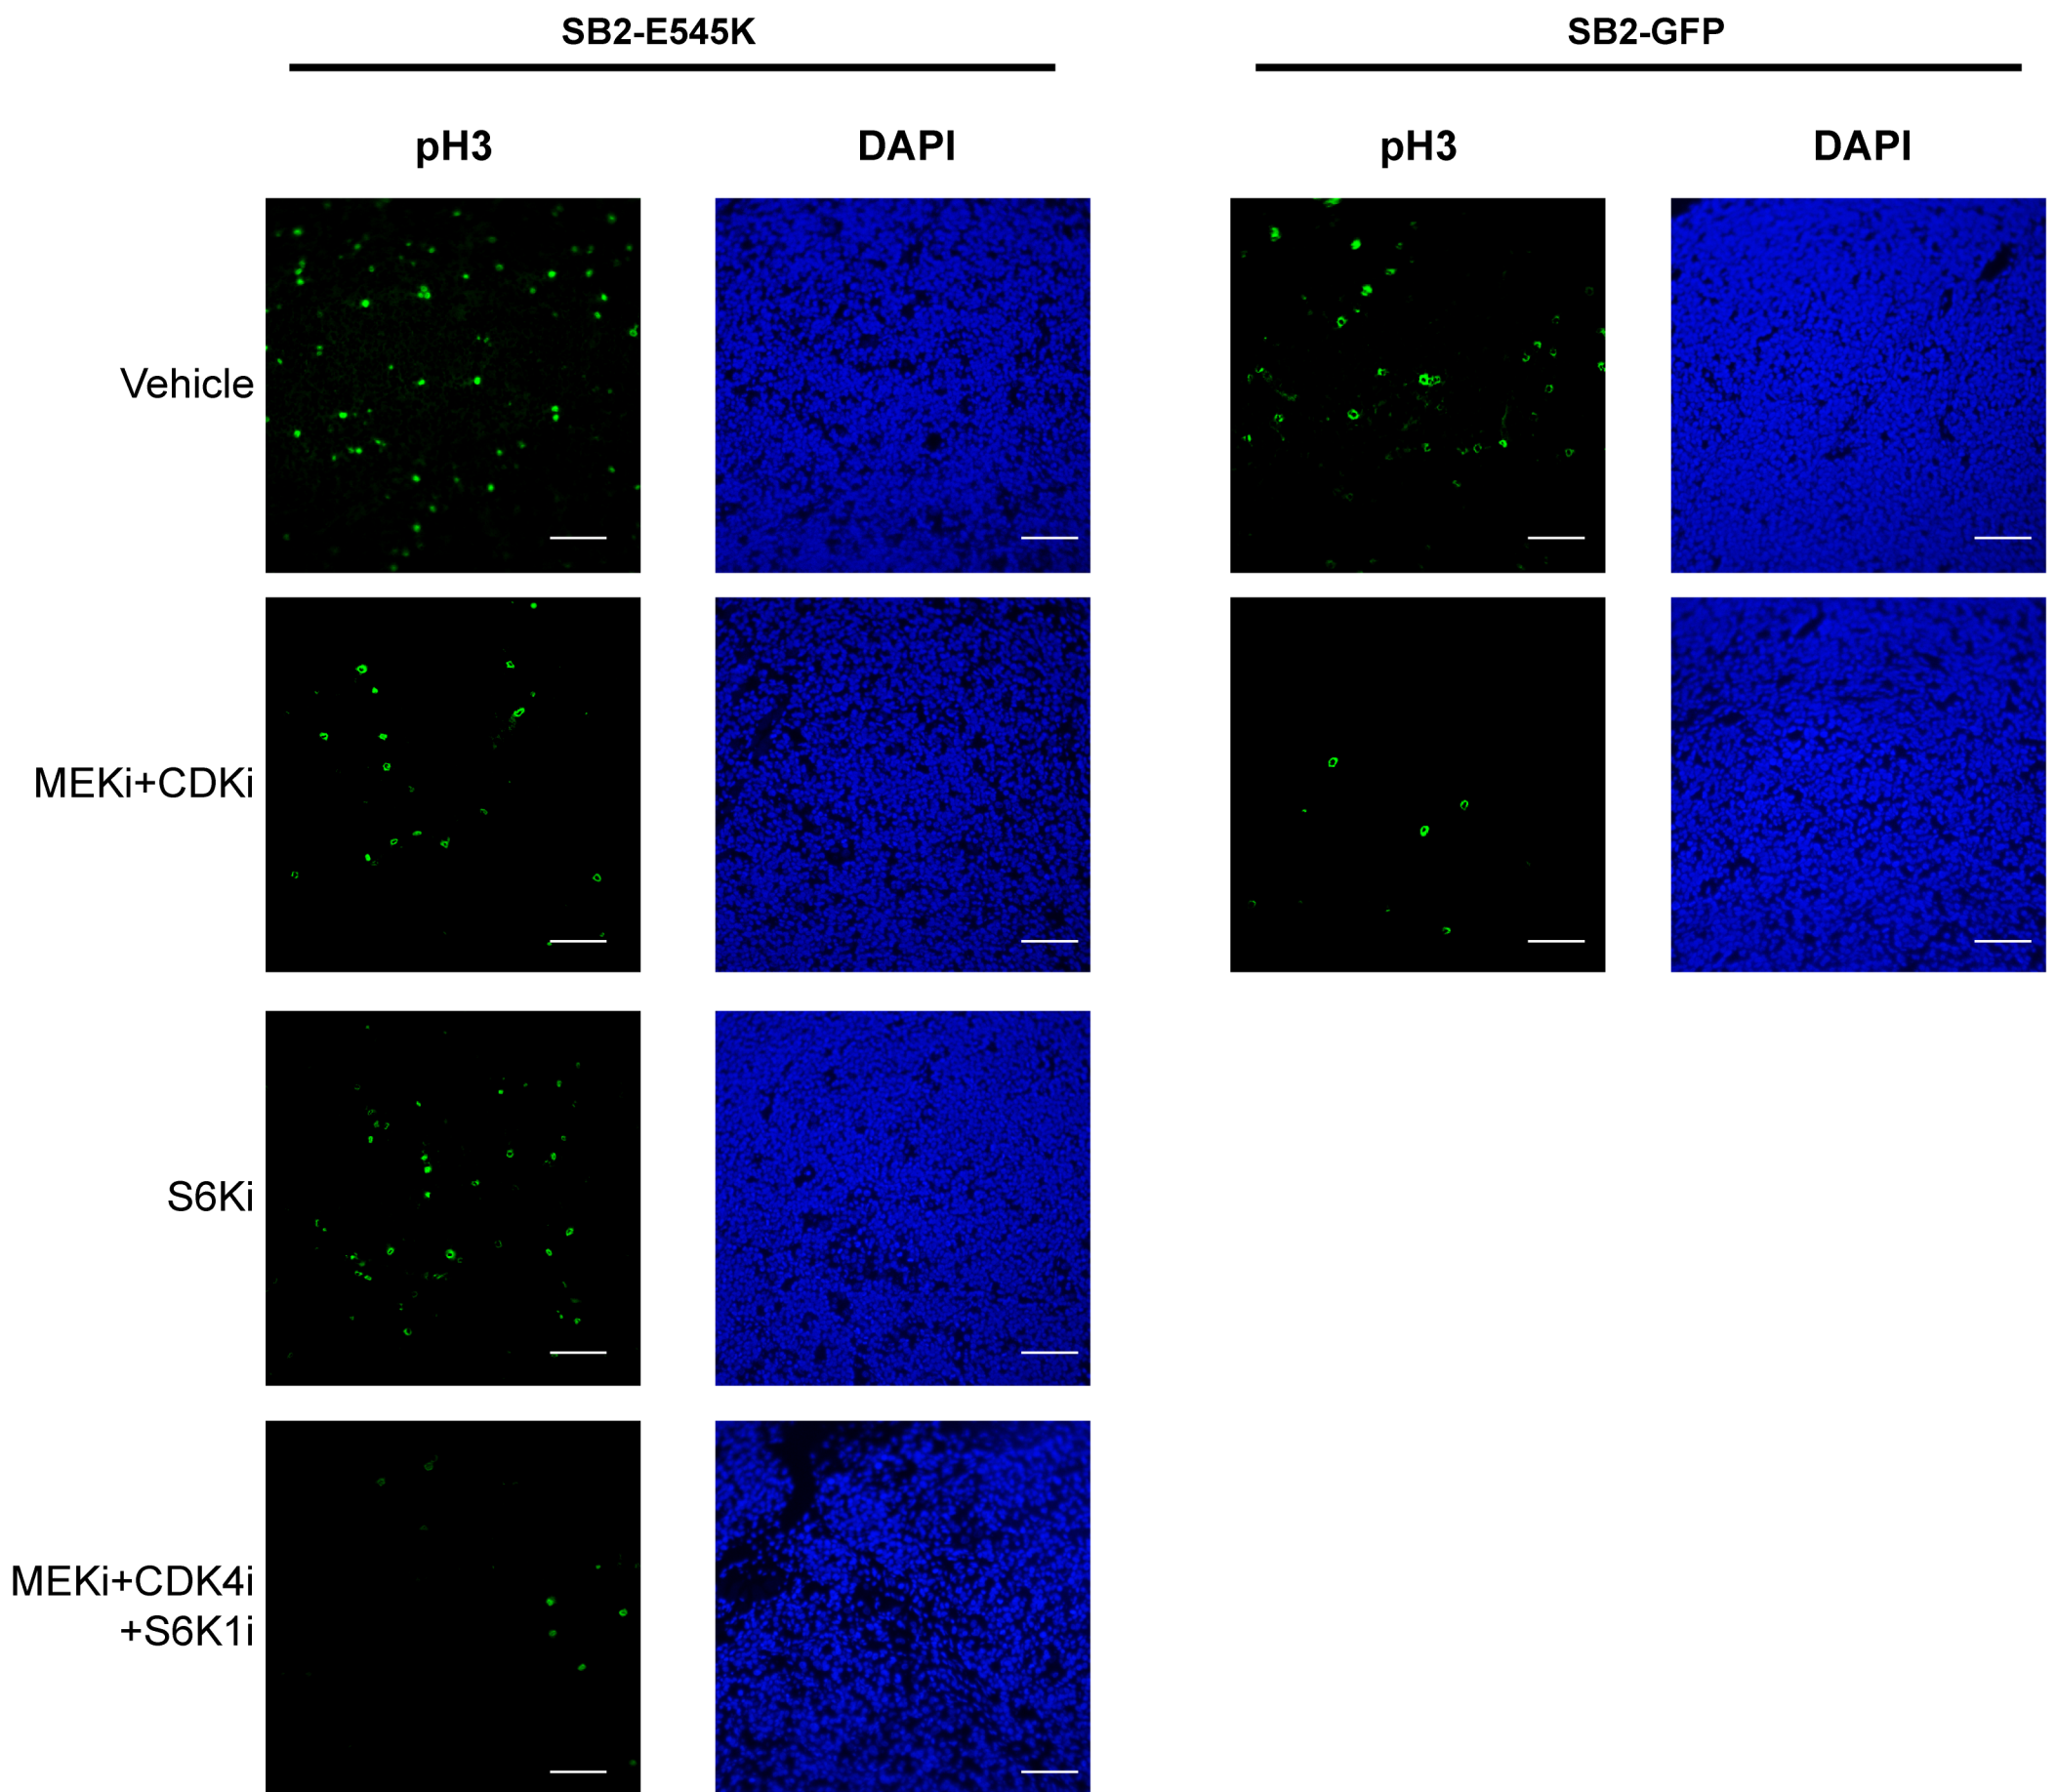 SB2-E545K
SB2-GFP
pH3
DAPI
pH3
DAPI
Vehicle
MEKi+CDKi
S6Ki
MEKi+CDK4i
+S6K1i